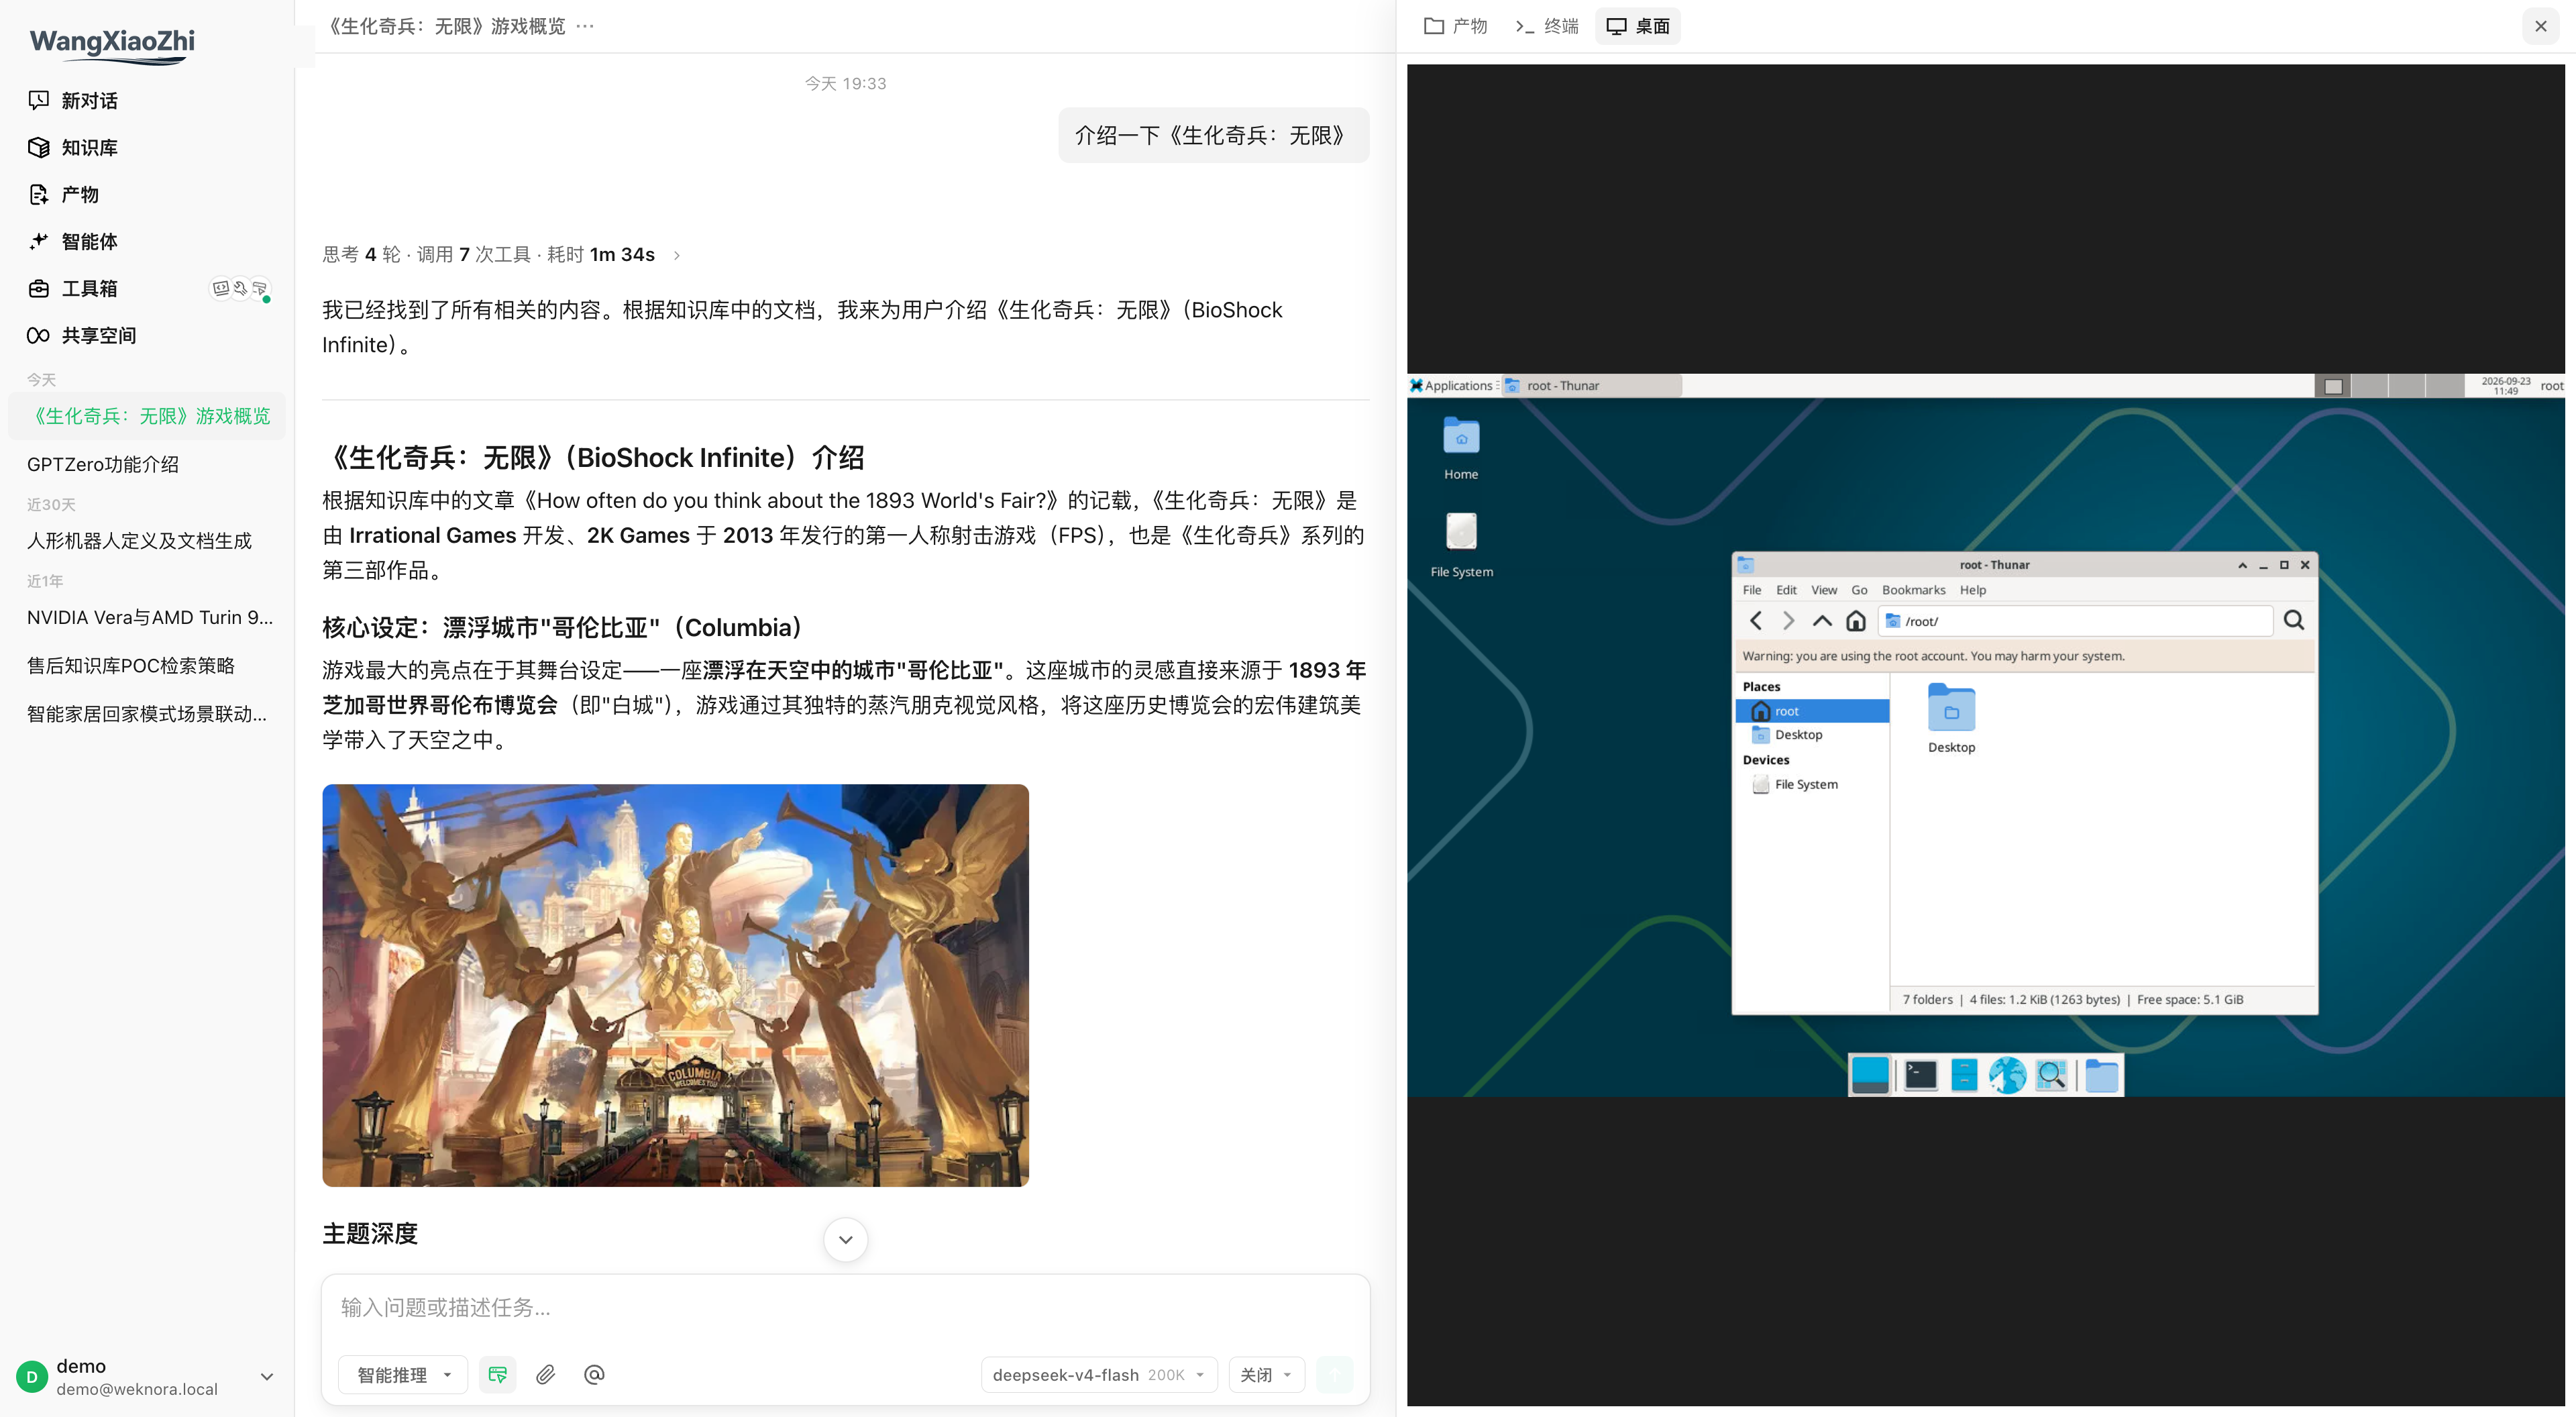 WangXiaoZhi
新对话
知识库
产物
智能体
工具箱
共享空间
今天
《生化奇兵：无限》游戏概览
GPTZero功能介绍
近30天
人形机器人定义及文档生成
近1年
NVIDIA Vera与AMD Turin 9...
售后知识库POC检索策略
智能家居回家模式场景联动...
D
demo
demo@weknora.local
《生化奇兵：无限》游戏概览 ···
今天 19:33
介绍一下《生化奇兵：无限》
思考 4 轮 · 调用 7 次工具 · 耗时 1m 34s
我已经找到了所有相关的内容。根据知识库中的文档，我来为用户介绍《生化奇兵：无限》（BioShock
Infinite）。
《生化奇兵：无限》（BioShock Infinite）介绍
根据知识库中的文章《How often do you think about the 1893 World's Fair?》的记载，《生化奇兵：无限》是
由 Irrational Games 开发、2K Games 于 2013 年发行的第一人称射击游戏（FPS），也是《生化奇兵》系列的
第三部作品。
核心设定：漂浮城市"哥伦比亚"（Columbia）
游戏最大的亮点在于其舞台设定——一座漂浮在天空中的城市"哥伦比亚"。这座城市的灵感直接来源于 1893 年
芝加哥世界哥伦布博览会（即"白城"），游戏通过其独特的蒸汽朋克视觉风格，将这座历史博览会的宏伟建筑美
学带入了天空之中。
COLUMBIA
WELCOMES YOU
主题深度
输入问题或描述任务...
智能推理
deepseek-v4-flash 200K
关闭
产物
终端
桌面
Applications
root - Thunar
2026-09-23
11:49
root
Home
File System
root - Thunar
File Edit View Go Bookmarks Help
/root/
Warning: you are using the root account. You may harm your system.
Places
root
Desktop
Devices
File System
Desktop
7 folders | 4 files: 1.2 KiB (1263 bytes) | Free space: 5.1 GiB